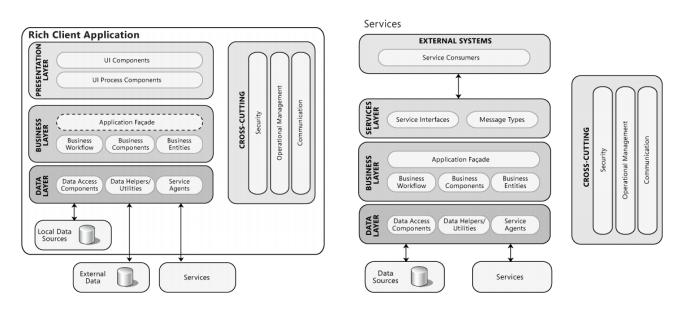 Rich Client Application
PRESENTATION
LAYER
UI Components
UI Process Components
BUSINESS
LAYER
Application Façade
Business
Workflow
Business
Components
Business
Entities
DATA
LAYER
Data Access
Components
Data Helpers/
Utilities
Service
Agents
Local Data
Sources
External
Data
Services
CROSS-CUTTING
Security
Operational Management
Communication
Services
EXTERNAL SYSTEMS
Service Consumers
SERVICES
LAYER
Service Interfaces
Message Types
BUSINESS
LAYER
Application Façade
Business
Workflow
Business
Components
Business
Entities
DATA
LAYER
Data Access
Components
Data Helpers/
Utilities
Service
Agents
Data
Sources
Services
CROSS-CUTTING
Security
Operational Management
Communication